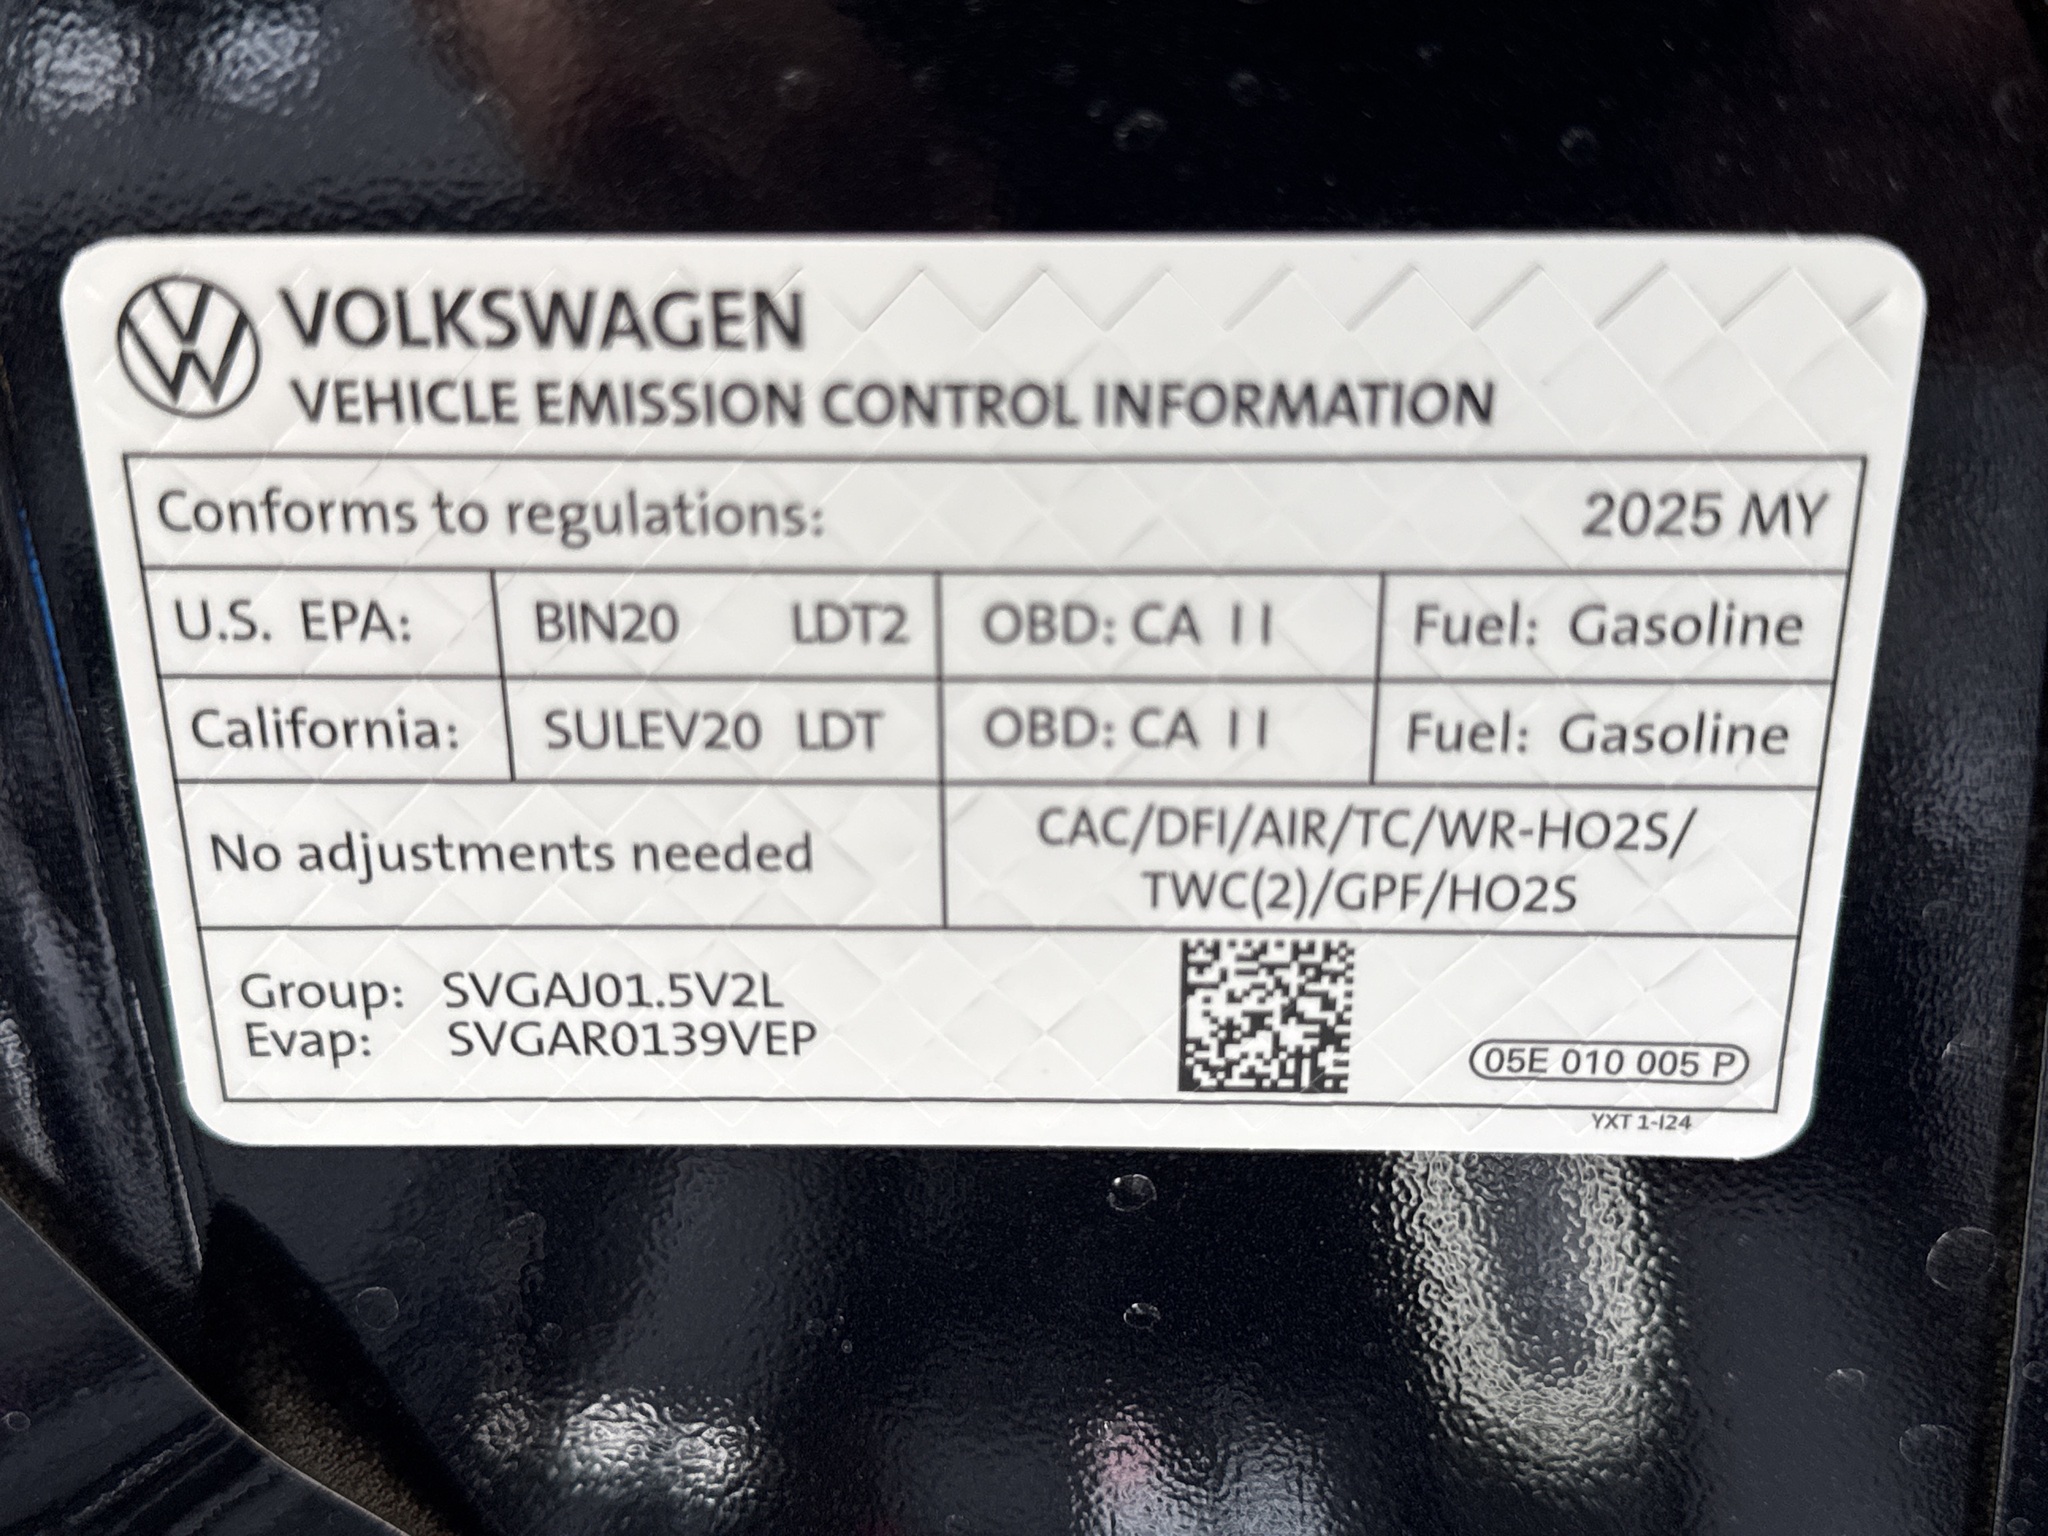 VOLKSWAGEN
VEHICLE EMISSION CONTROL INFORMATION
Conforms to regulations: 2025 MY
U.S. EPA: BIN20 LDT2 OBD: CA II Fuel: Gasoline
California: SULEV20 LDT OBD: CA II Fuel: Gasoline
No adjustments needed
CAC/DFI/AIR/TC/WR-HO2S/
TWC(2)/GPF/HO2S
Group: SVGAJ01.5V2L
Evap: SVGAR0139VEP
05E 010 005 P
YXT 1-I24